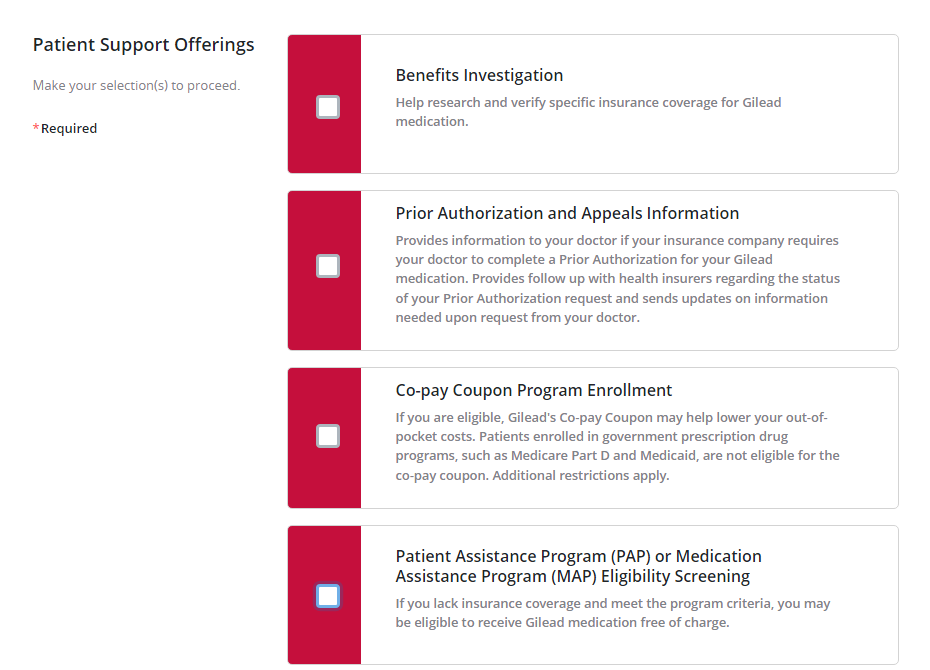 Patient Support Offerings
Make your selection(s) to proceed.
*Required
Benefits Investigation
Help research and verify specific insurance coverage for Gilead
medication.
Prior Authorization and Appeals Information
Provides information to your doctor if your insurance company requires
your doctor to complete a Prior Authorization for your Gilead
medication. Provides follow up with health insurers regarding the status
of your Prior Authorization request and sends updates on information
needed upon request from your doctor.
Co-pay Coupon Program Enrollment
If you are eligible, Gilead's Co-pay Coupon may help lower your out-of-
pocket costs. Patients enrolled in government prescription drug
programs, such as Medicare Part D and Medicaid, are not eligible for the
co-pay coupon. Additional restrictions apply.
Patient Assistance Program (PAP) or Medication
Assistance Program (MAP) Eligibility Screening
If you lack insurance coverage and meet the program criteria, you may
be eligible to receive Gilead medication free of charge.